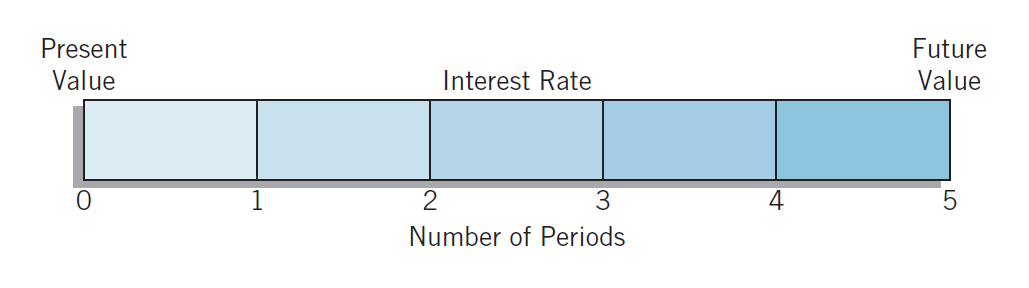 Present
Value
Interest Rate
Future
Value
0 1 2 3 4 5
Number of Periods